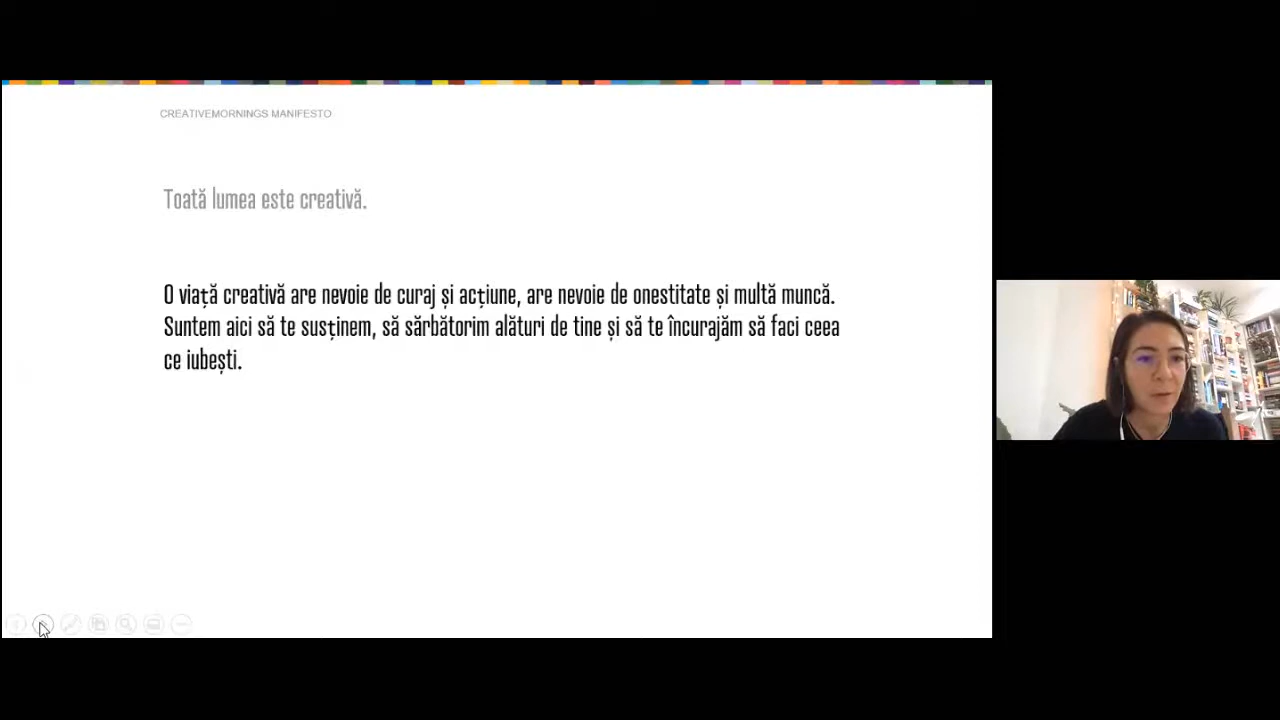 CREATIVEMORNINGS MANIFESTO
Toată lumea este creativă.
O viață creativă are nevoie de curaj și acțiune, are nevoie de onestitate și multă muncă.
Suntem aici să te susținem, să sărbătorim alături de tine și să te încurajăm să faci ceea
ce iubești.